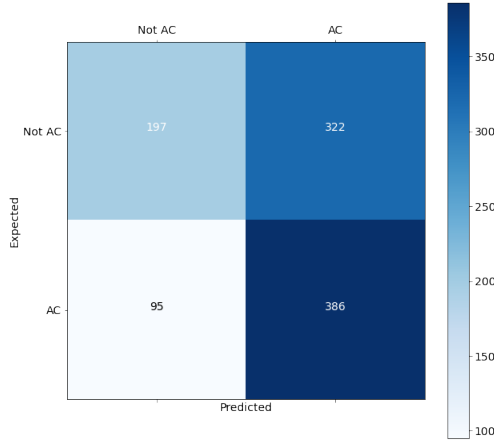 Not AC AC
Not AC 197 322
Expected
AC 95 386
Predicted
350
300
250
200
150
100